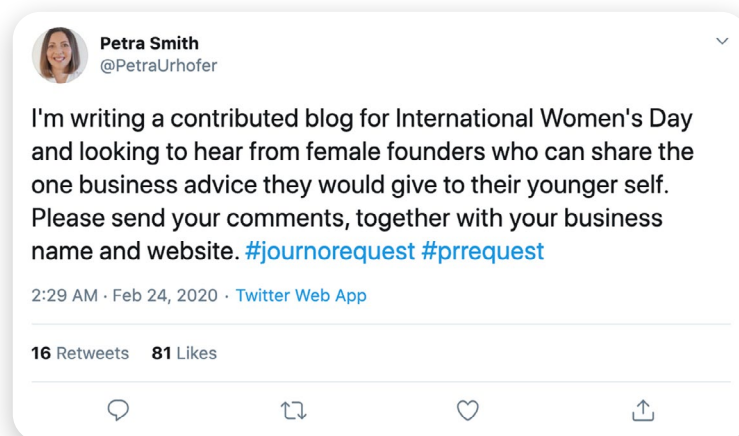 Petra Smith
@PetraUrhofer
I'm writing a contributed blog for International Women's Day
and looking to hear from female founders who can share the
one business advice they would give to their younger self.
Please send your comments, together with your business
name and website. #journorequest #prrequest
2:29 AM · Feb 24, 2020 · Twitter Web App
16 Retweets 81 Likes